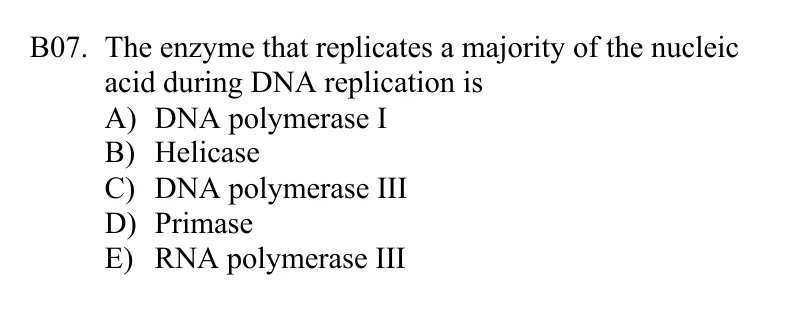 B07. The enzyme that replicates a majority of the nucleic
acid during DNA replication is
A) DNA polymerase I
B) Helicase
C) DNA polymerase III
D) Primase
E) RNA polymerase III